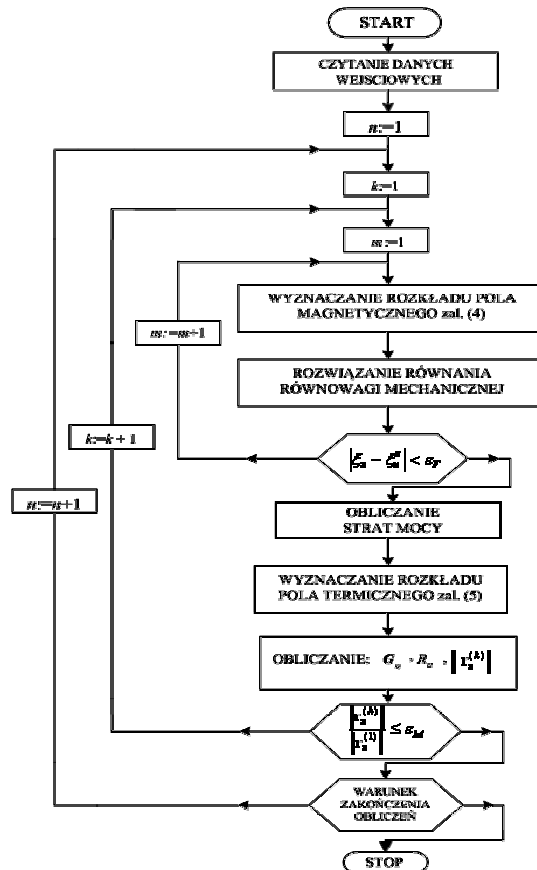 START
CZYTANIE DANYCH
WEJSCIOWYCH
n:=1
k:=1
m:=1
WYZNACZANIE ROZKŁADU POLA
MAGNETYCZNEGO zal. (4)
m:=m+1
ROZWIĄZANIE RÓWNANIA
RÓWNOWAGI MECHANICZNEJ
k:=k+1
n:=n+1
OBLICZANIE
STRAT MOCY
WYZNACZANIE ROZKŁADU
POLA TERMICZNEGO zal. (5)
OBLICZANIE:
WARUNEK
ZAKOŃCZENIA
OBLICZEŃ
STOP